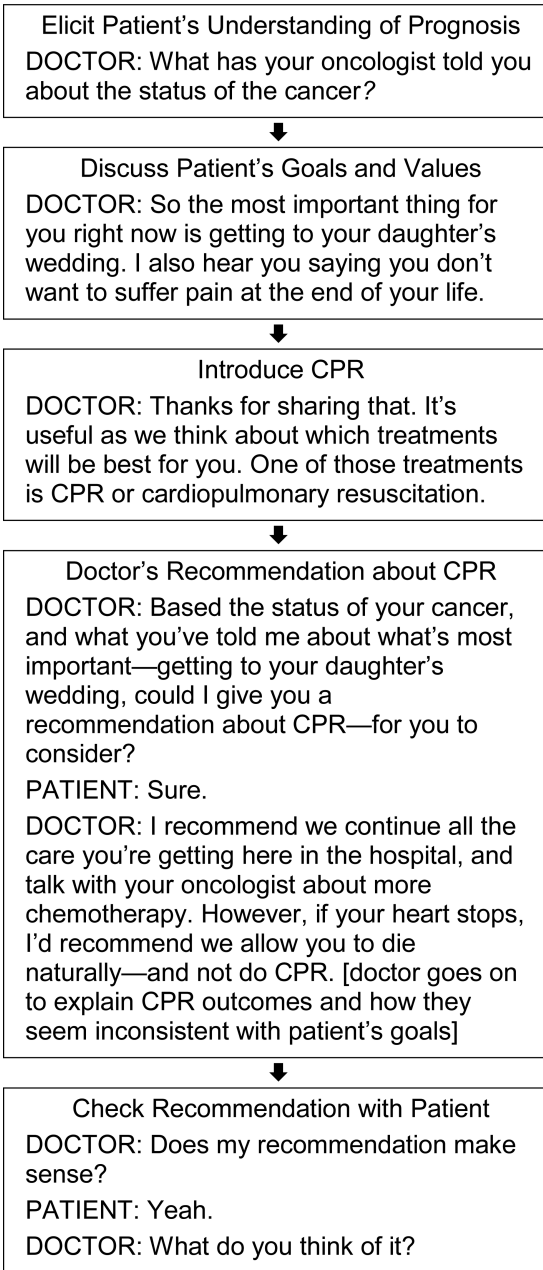 Elicit Patient’s Understanding of Prognosis
DOCTOR: What has your oncologist told you
about the status of the cancer?
Discuss Patient’s Goals and Values
DOCTOR: So the most important thing for
you right now is getting to your daughter’s
wedding. I also hear you saying you don’t
want to suffer pain at the end of your life.
Introduce CPR
DOCTOR: Thanks for sharing that. It’s
useful as we think about which treatments
will be best for you. One of those treatments
is CPR or cardiopulmonary resuscitation.
Doctor’s Recommendation about CPR
DOCTOR: Based the status of your cancer,
and what you’ve told me about what’s most
important—getting to your daughter’s
wedding, could I give you a
recommendation about CPR—for you to
consider?
PATIENT: Sure.
DOCTOR: I recommend we continue all the
care you’re getting here in the hospital, and
talk with your oncologist about more
chemotherapy. However, if your heart stops,
I’d recommend we allow you to die
naturally—and not do CPR. [doctor goes on
to explain CPR outcomes and how they
seem inconsistent with patient’s goals]
Check Recommendation with Patient
DOCTOR: Does my recommendation make
sense?
PATIENT: Yeah.
DOCTOR: What do you think of it?